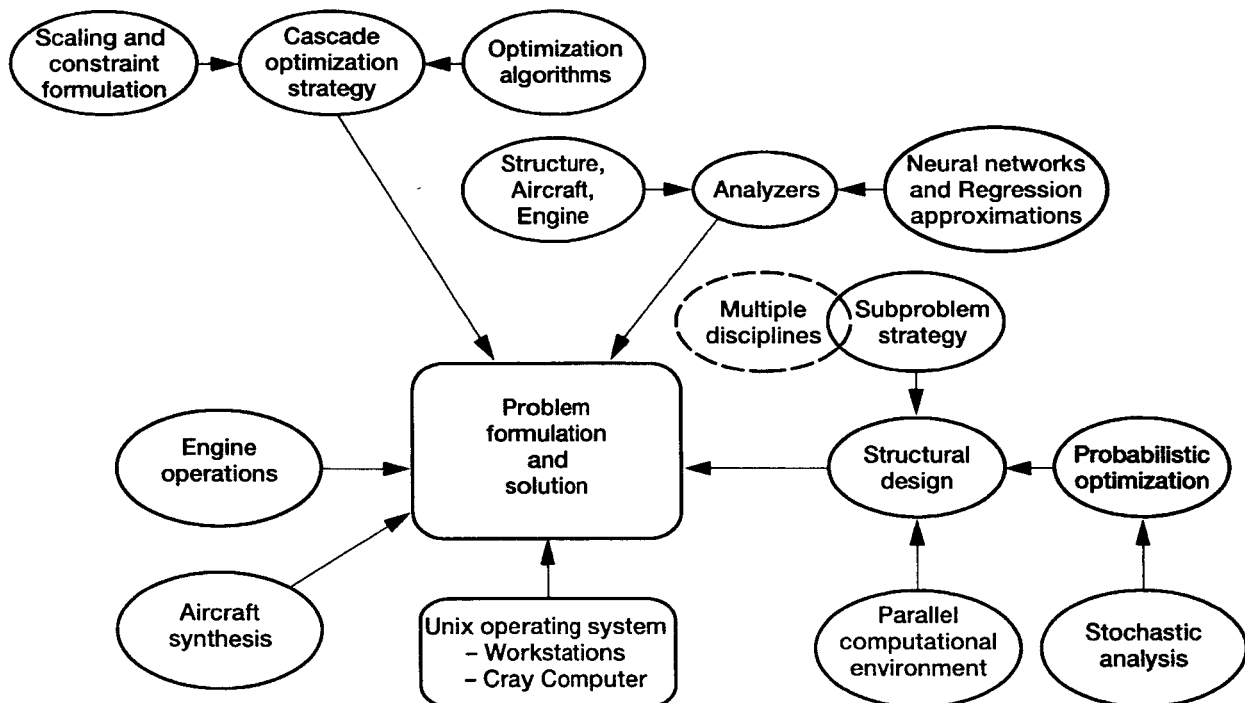 Scaling and
constraint
formulation
Cascade
optimization
strategy
Optimization
algorithms
Structure,
Aircraft,
Engine
Analyzers
Neural networks
and Regression
approximations
Multiple
disciplines
Subproblem
strategy
Problem
formulation
and
solution
Engine
operations
Structural
design
Probabilistic
optimization
Aircraft
synthesis
Unix operating system
– Workstations
– Cray Computer
Parallel
computational
environment
Stochastic
analysis